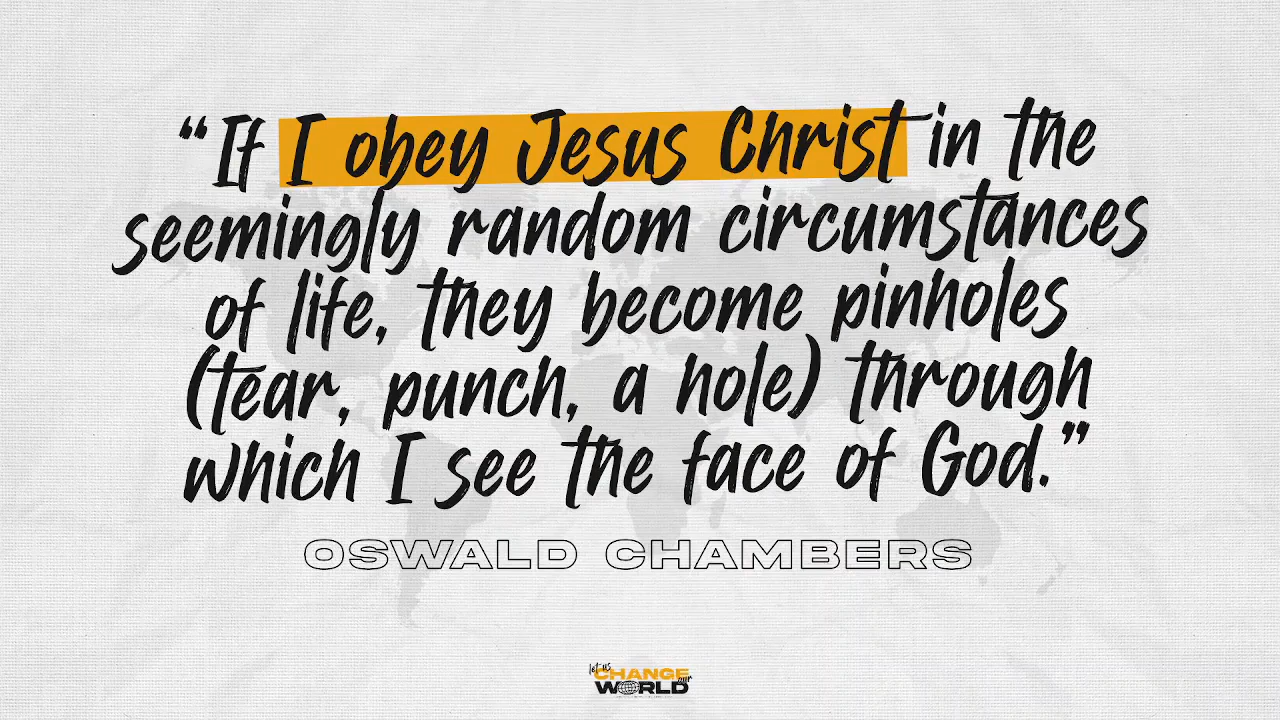 “If I obey Jesus Christ in the
seemingly random circumstances
of life, they become pinholes
(tear, punch, a hole) through
which I see the face of God.”
OSWALD CHAMBERS
let us
CHANGE
our
WORLD